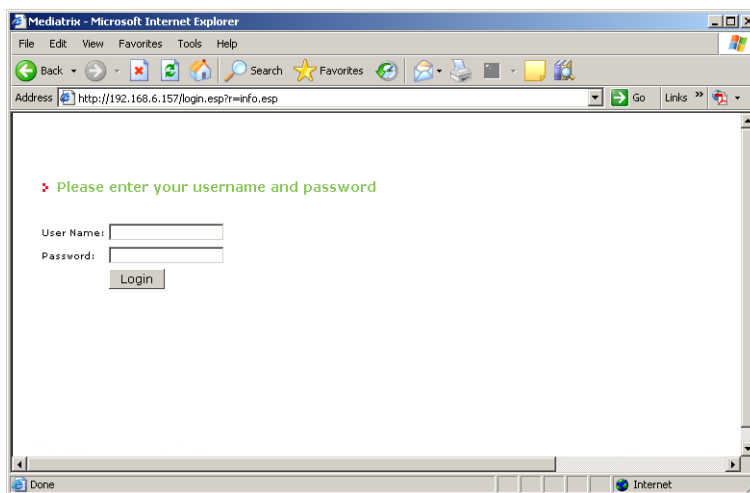 Mediatrix - Microsoft Internet Explorer
File Edit View Favorites Tools Help
Back Search Favorites
Address http://192.168.6.157/login.esp?r=info.esp Go Links »
Please enter your username and password
User Name:
Password:
Login
Done Internet